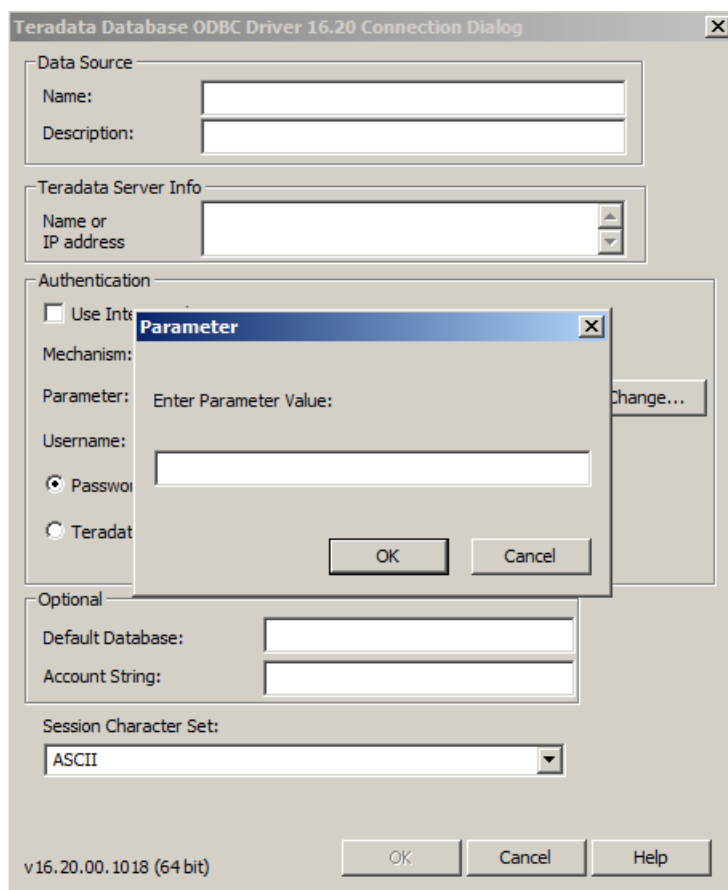 Teradata Database ODBC Driver 16.20 Connection Dialog
Data Source
Name:
Description:
Teradata Server Info
Name or
IP address
Authentication
Use
Parameter
Mechanism:
Parameter:
Enter Parameter Value:
Change...
Username:
OK
Cancel
Optional
Default Database:
Account String:
Session Character Set:
ASCII
v16.20.00.1018 (64 bit)
OK
Cancel
Help